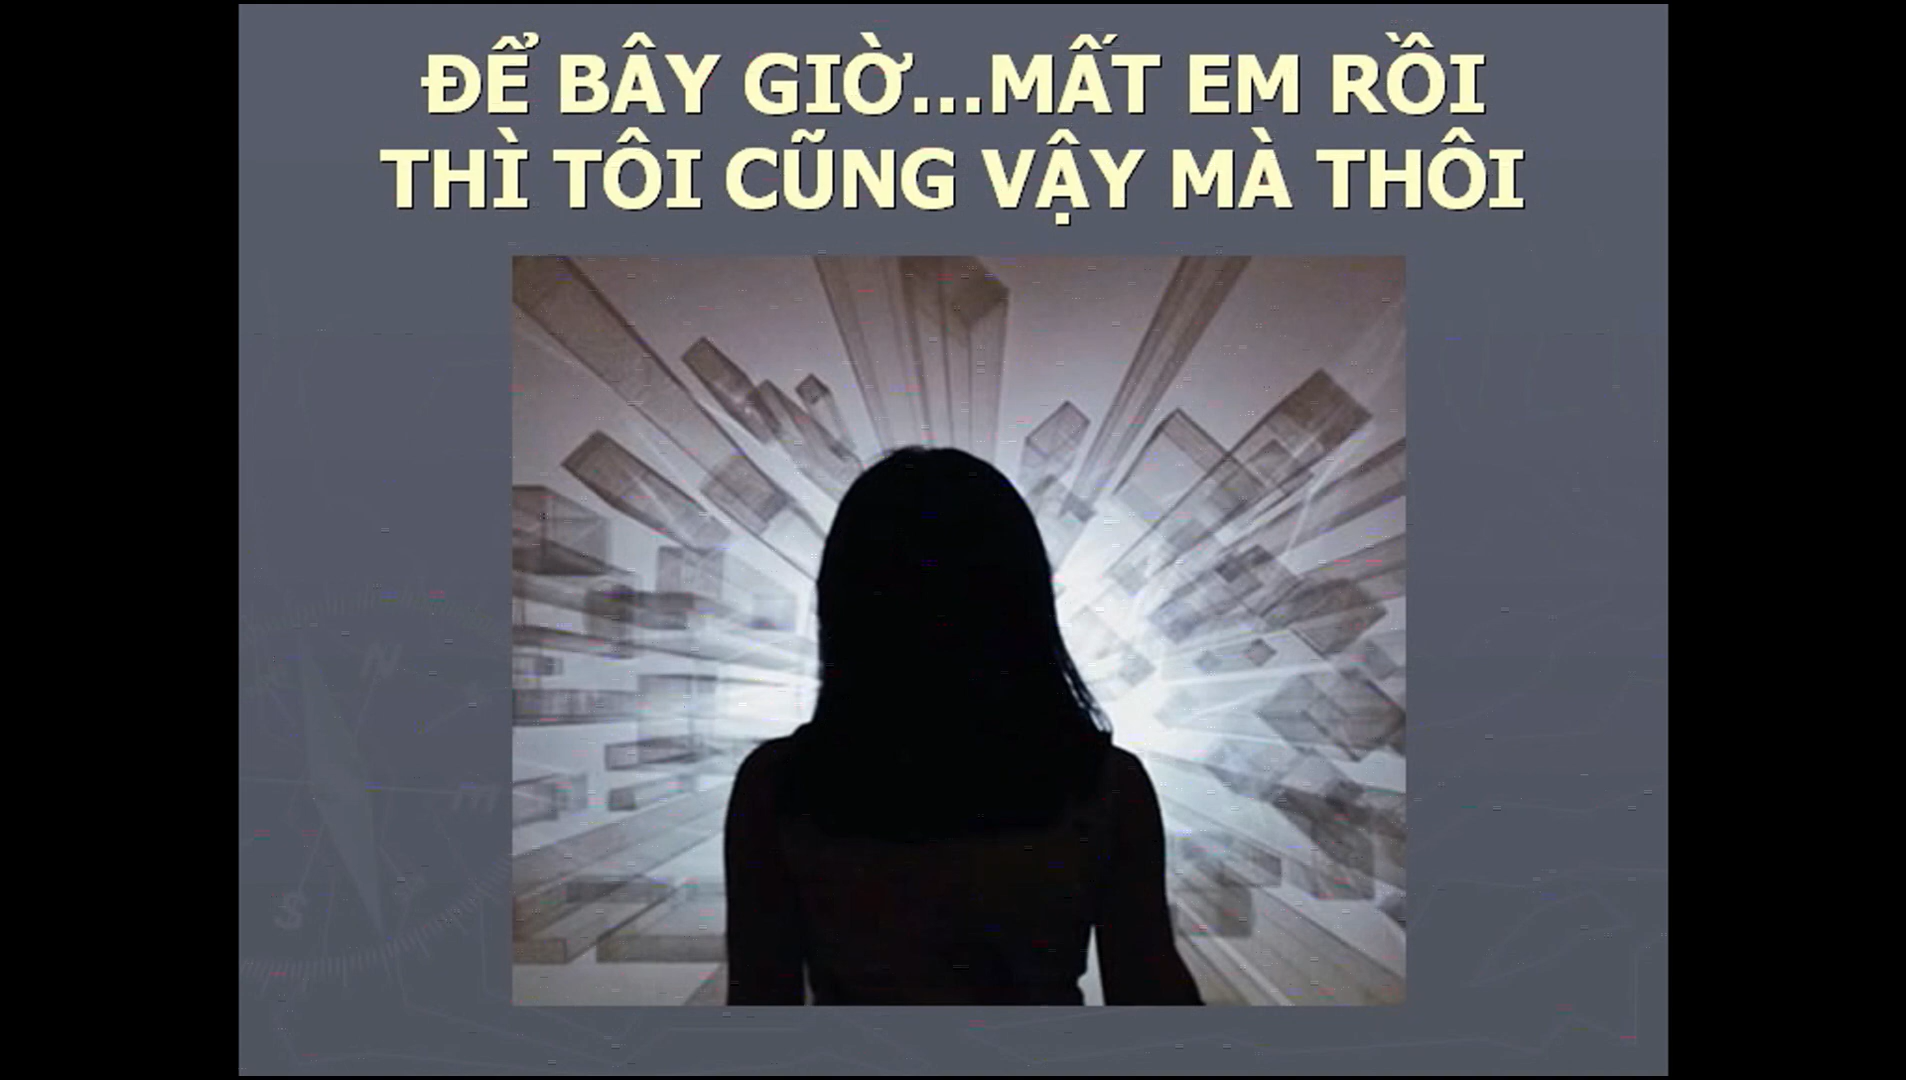 ĐỂ BÂY GIỜ...MẤT EM RỒI
THÌ TÔI CŨNG VẬY MÀ THÔI